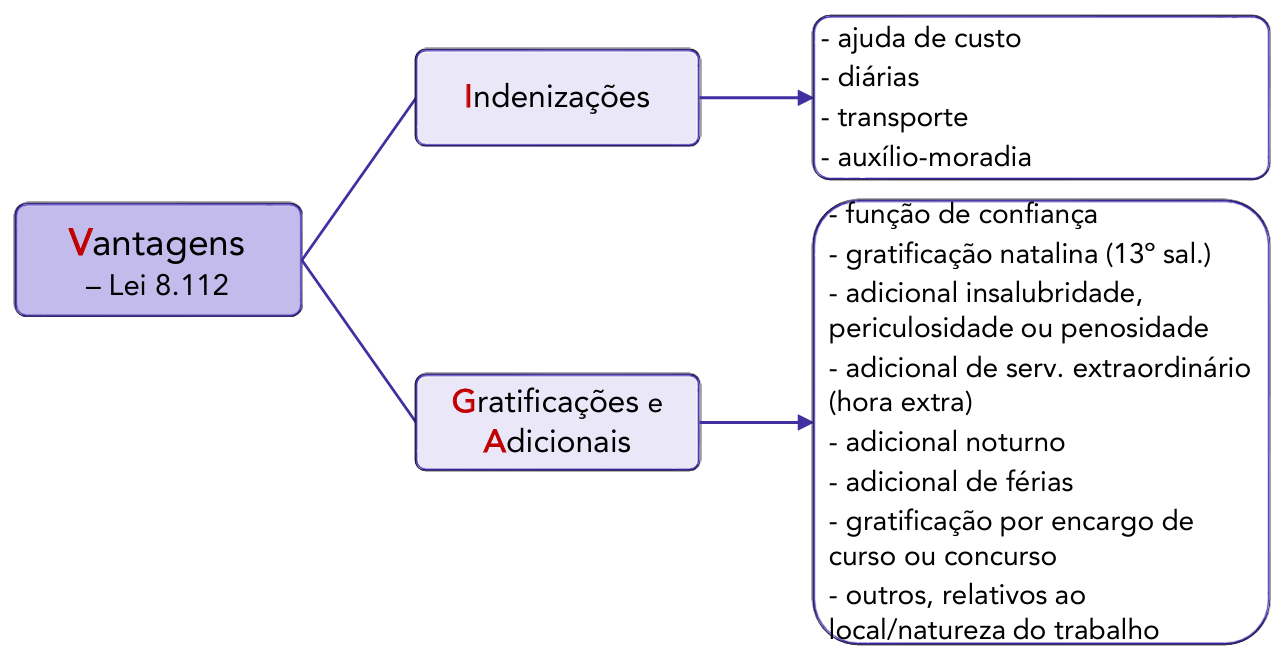 Vantagens
– Lei 8.112
Indenizações
- ajuda de custo
- diárias
- transporte
- auxílio-moradia
Gratificações e
Adicionais
- função de confiança
- gratificação natalina (13º sal.)
- adicional insalubridade,
periculosidade ou penosidade
- adicional de serv. extraordinário
(hora extra)
- adicional noturno
- adicional de férias
- gratificação por encargo de
curso ou concurso
- outros, relativos ao
local/natureza do trabalho